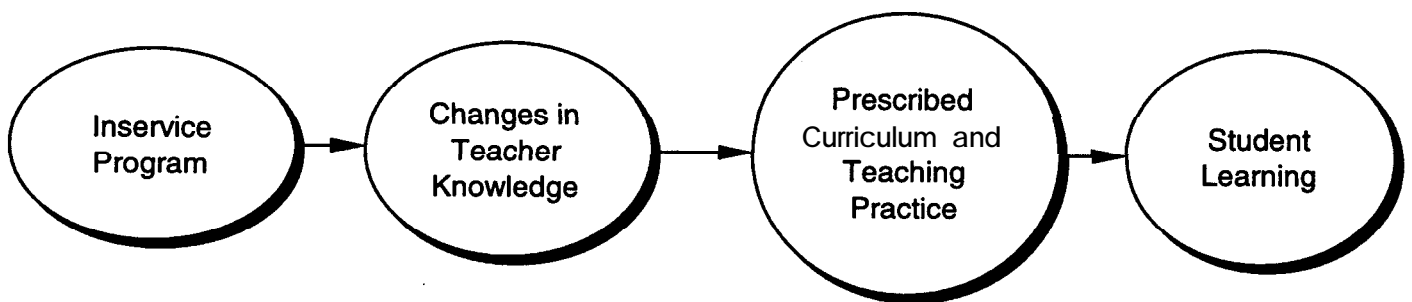 Inservice
Program
Changes in
Teacher
Knowledge
Prescribed
Curriculum and
Teaching
Practice
Student
Learning